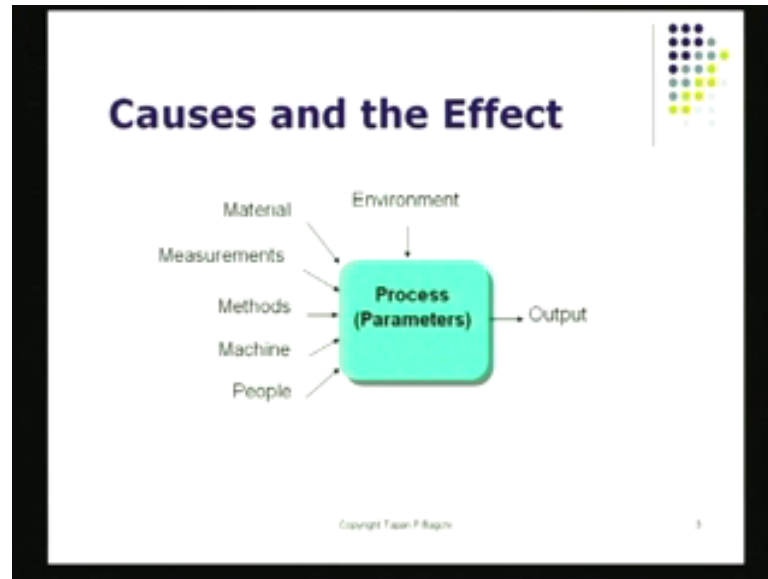 Causes and the Effect
Environment
Material
Measurements
Methods
Machine
People
Process
(Parameters)
Output
Copyright Tapan P Bagchi
3